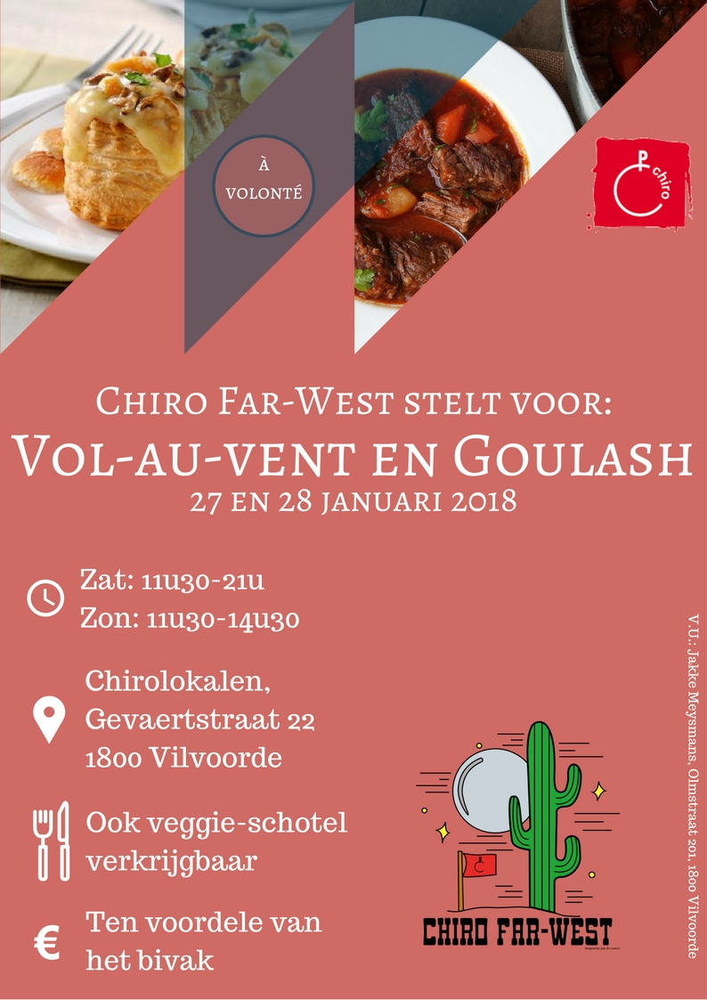 À
VOLONTÉ
chiro
Chiro Far-West stelt voor:
Vol-au-vent en Goulash
27 en 28 januari 2018
Zat: 11u30-21u
Zon: 11u30-14u30
Chirolokalen,
Gevaertstraat 22
1800 Vilvoorde
Ook veggie-schotel
verkrijgbaar
Ten voordele van
het bivak
CHIRO FAR-WEST
V.U.: Jakke Meysmans, Olmstraat 201, 1800 Vilvoorde